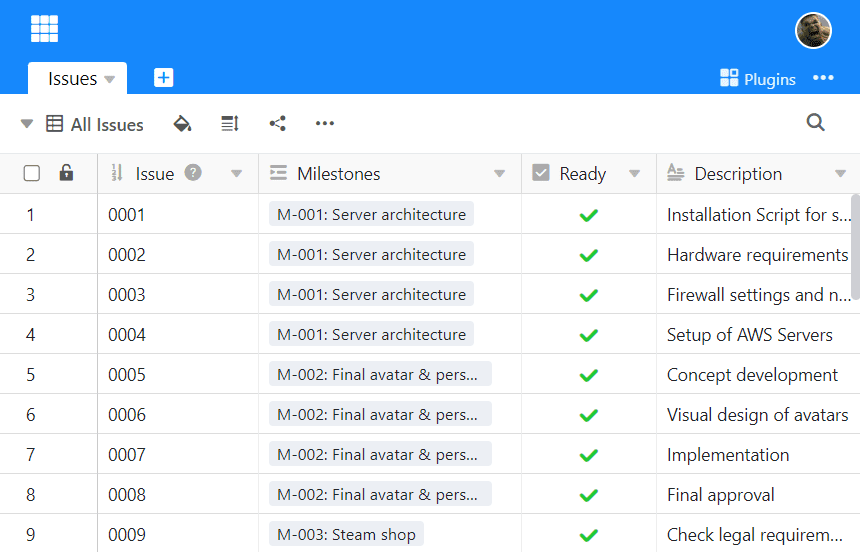 Issues
Plugins
All Issues
Issue ? Milestones Ready Description
1 0001 M-001: Server architecture Installation Script for s...
2 0002 M-001: Server architecture Hardware requirements
3 0003 M-001: Server architecture Firewall settings and n...
4 0004 M-001: Server architecture Setup of AWS Servers
5 0005 M-002: Final avatar & pers... Concept development
6 0006 M-002: Final avatar & pers... Visual design of avatars
7 0007 M-002: Final avatar & pers... Implementation
8 0008 M-002: Final avatar & pers... Final approval
9 0009 M-003: Steam shop Check legal requirem...